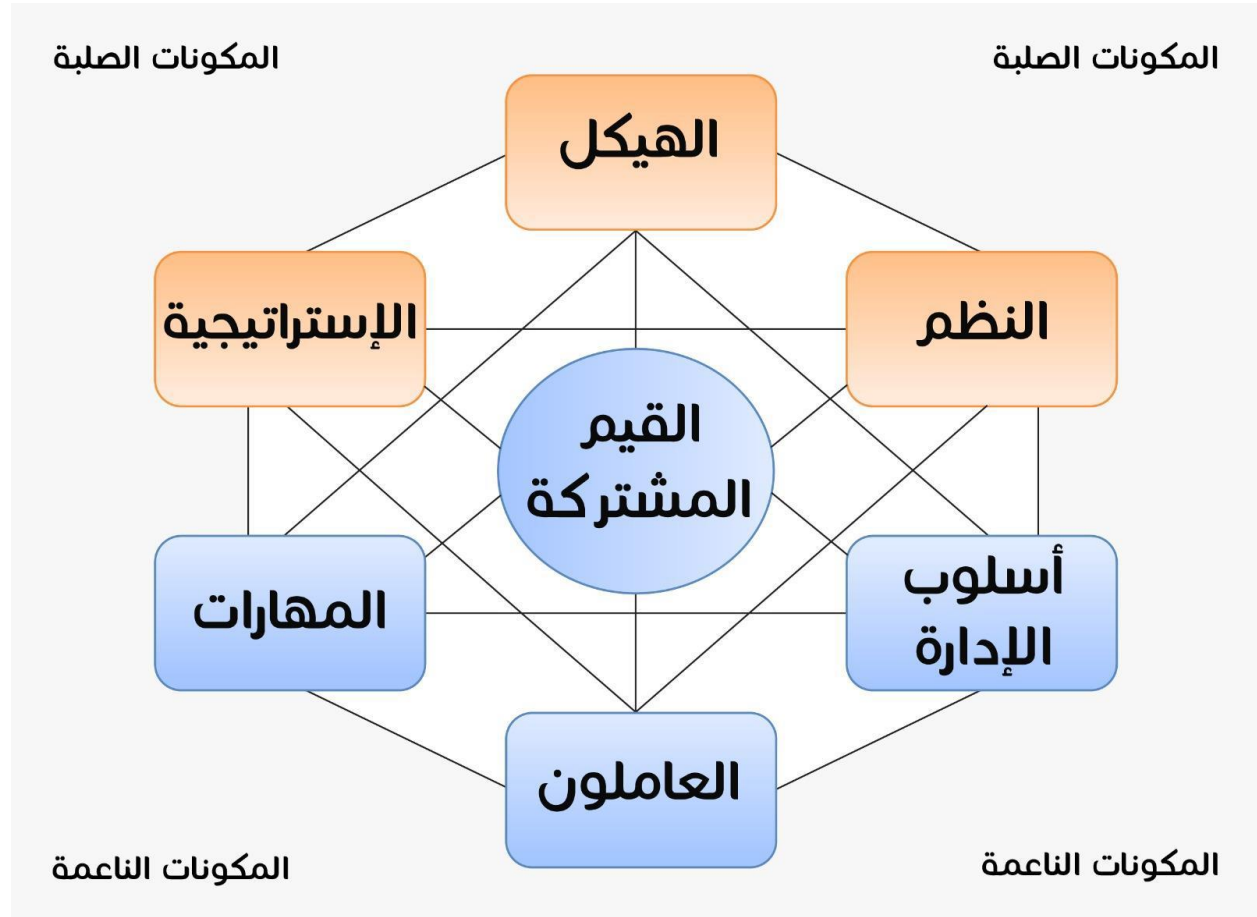 المكونات الصلبة
المكونات الصلبة
الهيكل
النظم
الإستراتيجية
القيم
المشتركة
أسلوب
الإدارة
المهارات
العاملون
المكونات الناعمة
المكونات الناعمة